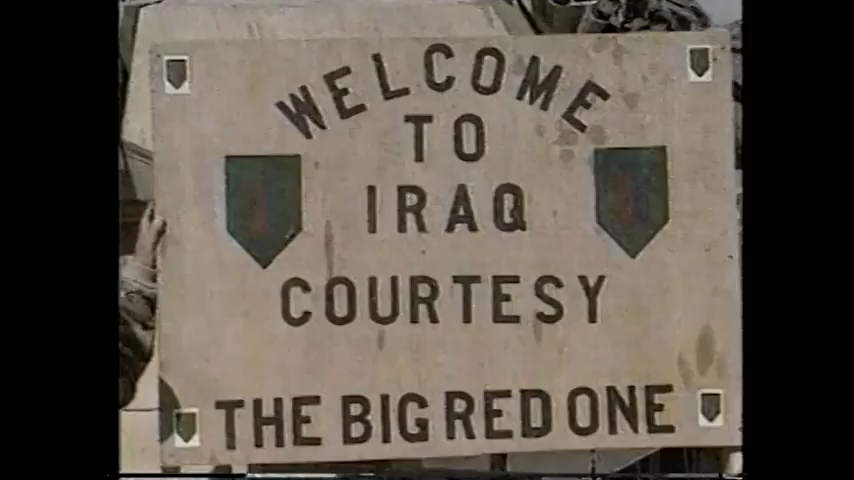 WELCOME
TO
IRAQ
COURTESY
THE BIG RED ONE